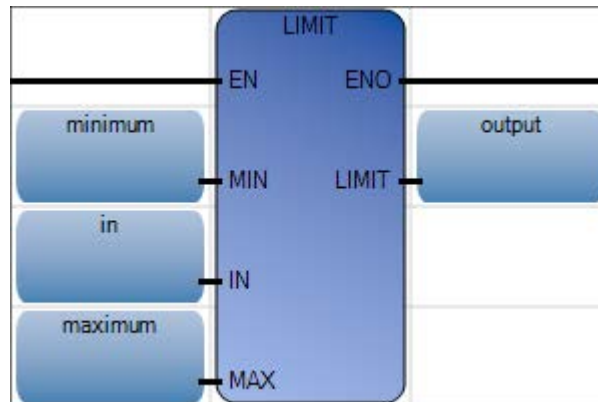 LIMIT
EN ENO
minimum output
MIN LIMIT
in
IN
maximum
MAX